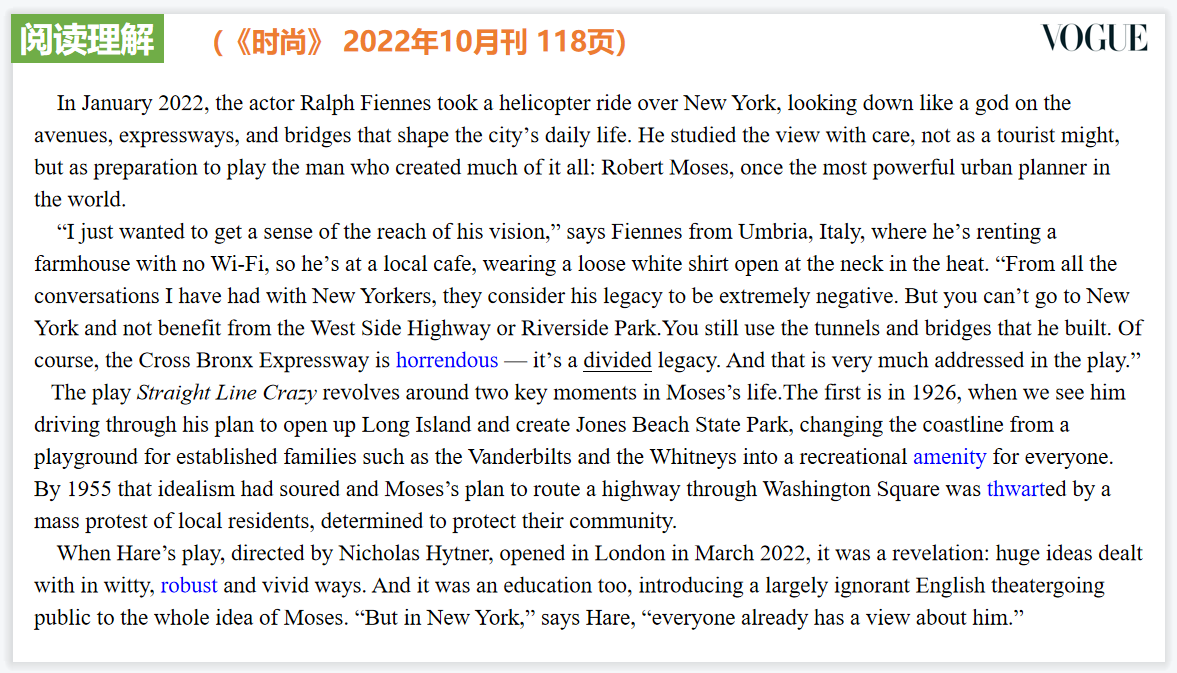 阅读理解 (《时尚》 2022年10月刊 118页) VOGUE
In January 2022, the actor Ralph Fiennes took a helicopter ride over New York, looking down like a god on the
avenues, expressways, and bridges that shape the city’s daily life. He studied the view with care, not as a tourist might,
but as preparation to play the man who created much of it all: Robert Moses, once the most powerful urban planner in
the world.
“I just wanted to get a sense of the reach of his vision,” says Fiennes from Umbria, Italy, where he’s renting a
farmhouse with no Wi-Fi, so he’s at a local cafe, wearing a loose white shirt open at the neck in the heat. “From all the
conversations I have had with New Yorkers, they consider his legacy to be extremely negative. But you can’t go to New
York and not benefit from the West Side Highway or Riverside Park.You still use the tunnels and bridges that he built. Of
course, the Cross Bronx Expressway is horrendous — it’s a divided legacy. And that is very much addressed in the play.”
The play Straight Line Crazy revolves around two key moments in Moses’s life.The first is in 1926, when we see him
driving through his plan to open up Long Island and create Jones Beach State Park, changing the coastline from a
playground for established families such as the Vanderbilts and the Whitneys into a recreational amenity for everyone.
By 1955 that idealism had soured and Moses’s plan to route a highway through Washington Square was thwarted by a
mass protest of local residents, determined to protect their community.
When Hare’s play, directed by Nicholas Hytner, opened in London in March 2022, it was a revelation: huge ideas dealt
with in witty, robust and vivid ways. And it was an education too, introducing a largely ignorant English theatergoing
public to the whole idea of Moses. “But in New York,” says Hare, “everyone already has a view about him.”